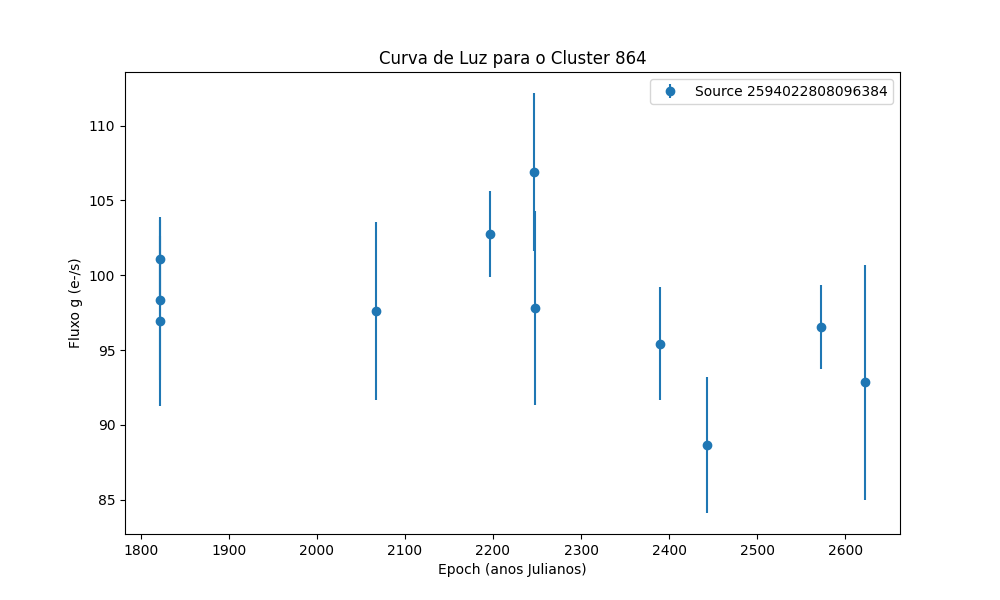 Curva de Luz para o Cluster 864
Source 2594022808096384
110
105
100
95
90
85
Fluxo g (e-/s)
1800 1900 2000 2100 2200 2300 2400 2500 2600
Epoch (anos Julianos)